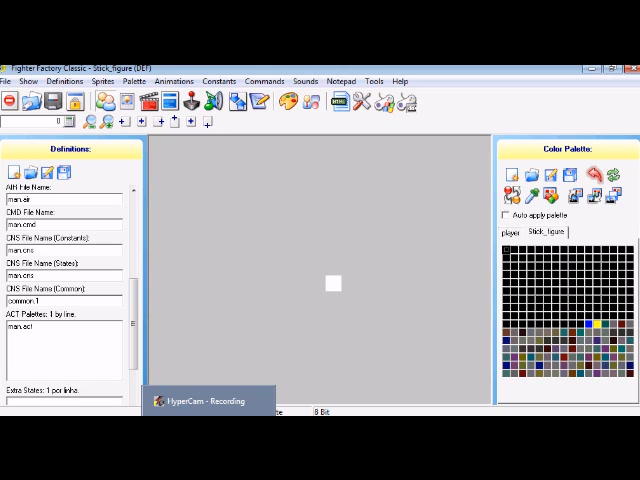 Fighter Factory Classic - Stick_figure (DEF)
File Show Definitions Sprites Palette Animations Constants Commands Sounds Notepad Tools Help
0
Definitions:
AIR File Name:
man.air
CMD File Name:
man.cmd
CNS File Name (Constants):
man.cns
CNS File Name (States):
man.cns
CNS File Name (Common):
common.1
ACT Palettes: 1 by line.
man.act
Extra States: 1 por linha.
HyperCam - Recording
8 Bit
Color Palette:
Auto apply palette
player Stick_figure